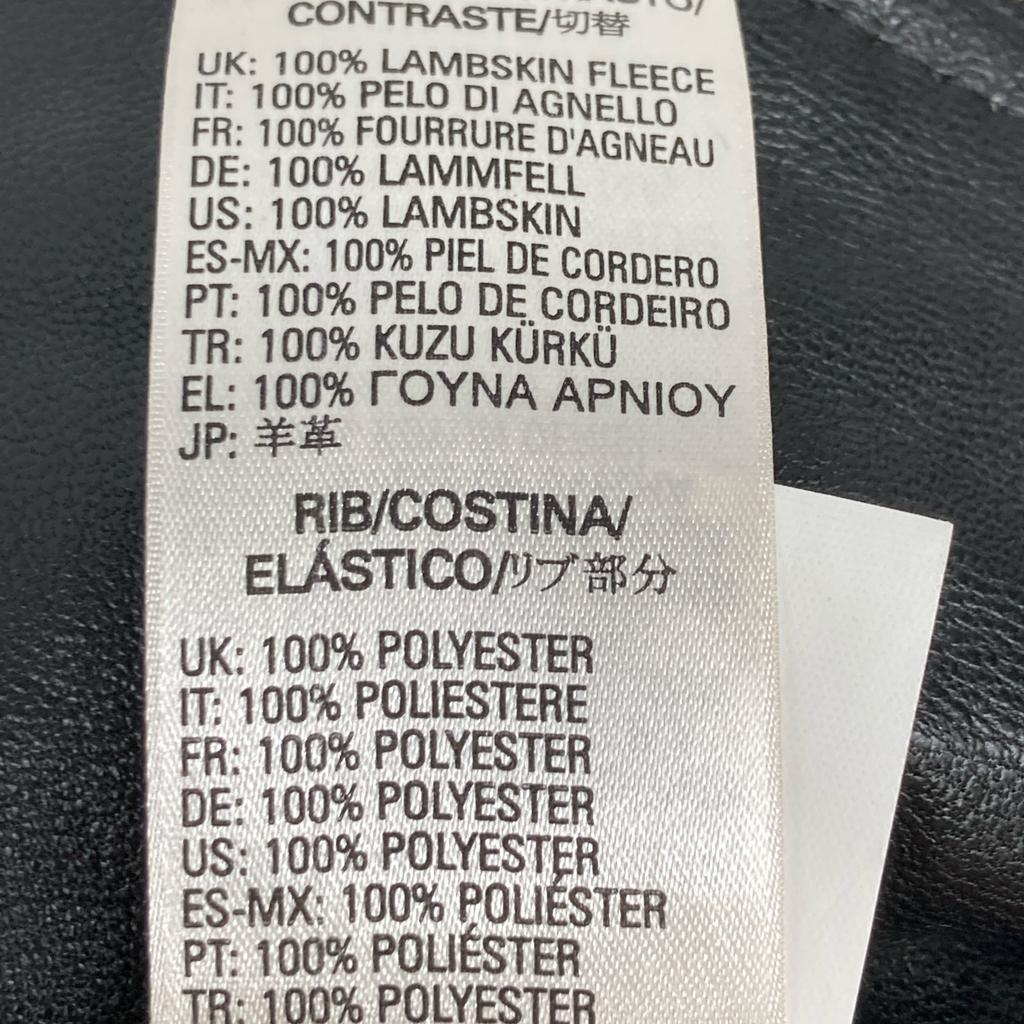 CONTRASTE/切替
UK: 100% LAMBSKIN FLEECE
IT: 100% PELO DI AGNELLO
FR: 100% FOURRURE D'AGNEAU
DE: 100% LAMMFELL
US: 100% LAMBSKIN
ES-MX: 100% PIEL DE CORDERO
PT: 100% PELO DE CORDEIRO
TR: 100% KUZU KÜRKÜ
EL: 100% ΓΟΥΝΑ ΑΡΝΙΟΥ
JP: 羊革
RIB/COSTINA/
ELÁSTICO/リブ部分
UK: 100% POLYESTER
IT: 100% POLIESTERE
FR: 100% POLYESTER
DE: 100% POLYESTER
US: 100% POLYESTER
ES-MX: 100% POLIÉSTER
PT: 100% POLIÉSTER
TR: 100% POLYESTER